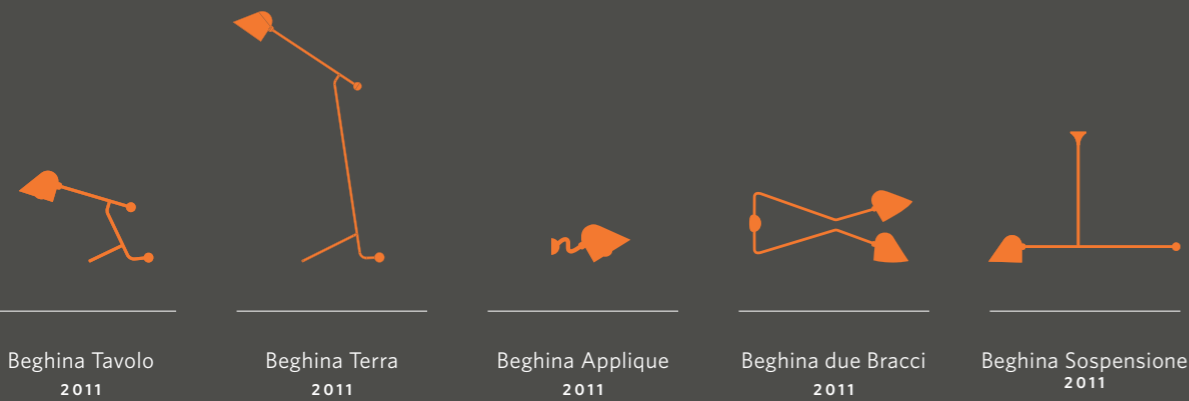 Beghina Tavolo
2011
Beghina Terra
2011
Beghina Applique
2011
Beghina due Bracci
2011
Beghina Sospensione
2011